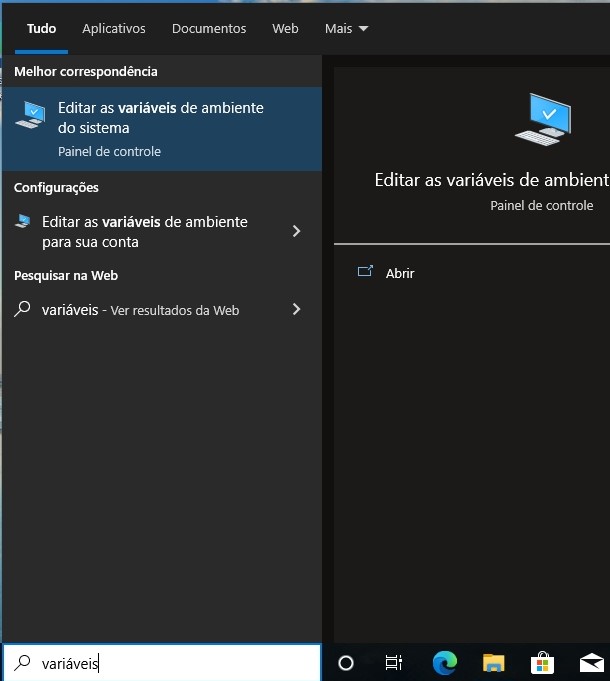 Tudo Aplicativos Documentos Web Mais
Melhor correspondência
Editar as variáveis de ambiente
do sistema
Painel de controle
Configurações
Editar as variáveis de ambiente
para sua conta
Pesquisar na Web
variáveis - Ver resultados da Web
Editar as variáveis de ambient
Painel de controle
Abrir
variáveis